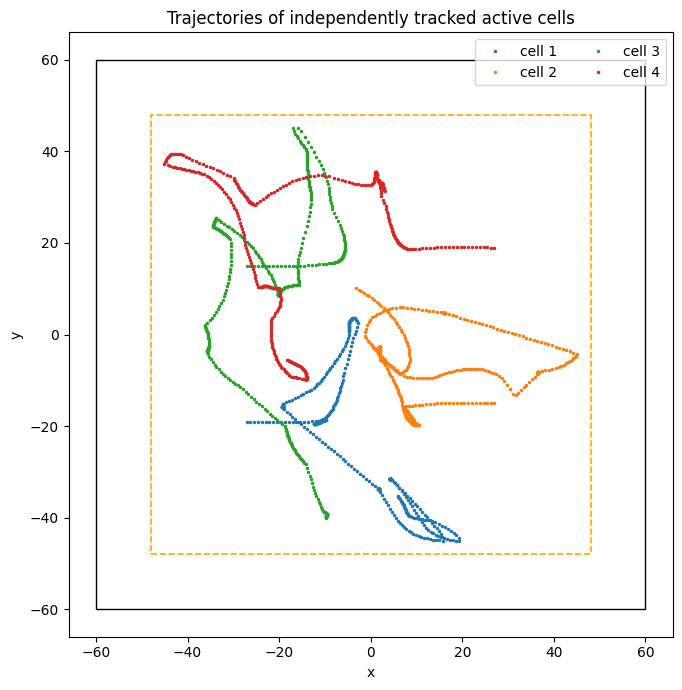 Trajectories of independently tracked active cells
cell 1
cell 2
cell 3
cell 4
60
40
20
0
−20
−40
−60
y
−60
−40
−20
0
20
40
60
x